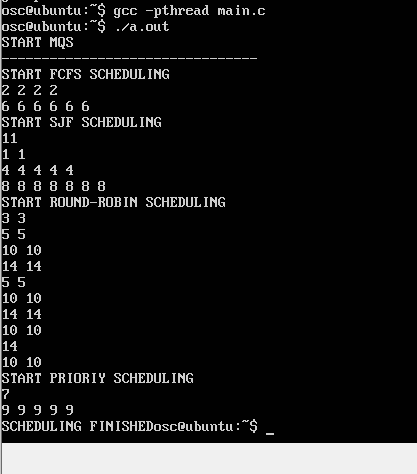 osc@ubuntu:~$ gcc -pthread main.c
osc@ubuntu:~$ ./a.out
START MQS
--------------------------------
START FCFS SCHEDULING
2 2 2 2
6 6 6 6 6 6
START SJF SCHEDULING
11
1 1
4 4 4 4 4
8 8 8 8 8 8 8
START ROUND-ROBIN SCHEDULING
3 3
5 5
10 10
14 14
5 5
10 10
14 14
10 10
14
10 10
START PRIORIY SCHEDULING
7
9 9 9 9 9
SCHEDULING FINISHEDosc@ubuntu:~$ _